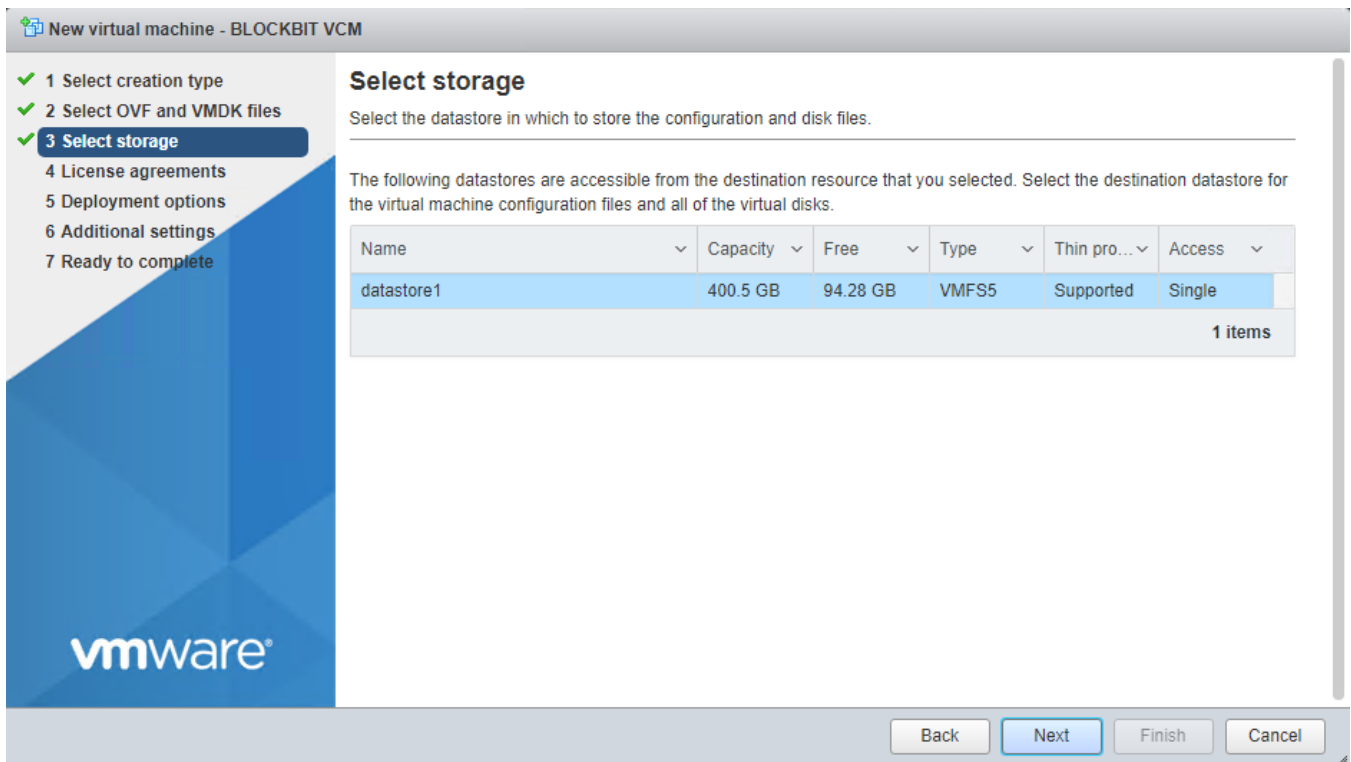 New virtual machine - BLOCKBIT VCM
1 Select creation type
2 Select OVF and VMDK files
3 Select storage
4 License agreements
5 Deployment options
6 Additional settings
7 Ready to complete
vmware®
Select storage
Select the datastore in which to store the configuration and disk files.
The following datastores are accessible from the destination resource that you selected. Select the destination datastore for
the virtual machine configuration files and all of the virtual disks.
Name Capacity Free Type Thin pro... Access
datastore1 400.5 GB 94.28 GB VMFS5 Supported Single
1 items
Back Next Finish Cancel